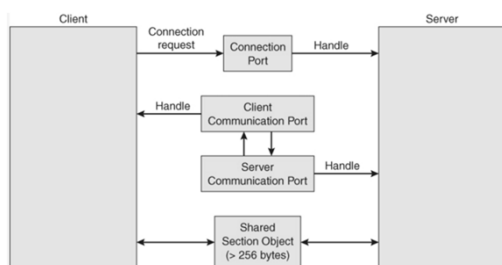 Client
Server
Connection
request
Connection
Port
Handle
Handle
Client
Communication Port
Server
Communication Port
Handle
Shared
Section Object
(> 256 bytes)